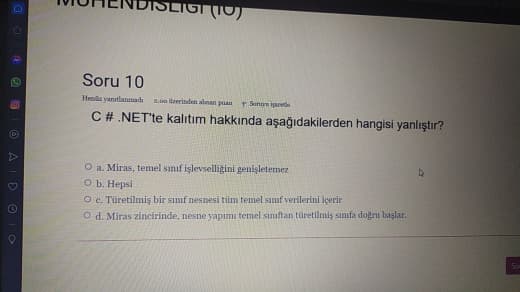 MÜHENDİSLİĞİ (İÖ)
Soru 10
Henüz yanıtlanmadı 2,00 üzerinden alınan puan Soruyu işaretle
C # .NET'te kalıtım hakkında aşağıdakilerden hangisi yanlıştır?
a. Miras, temel sınıf işlevselliğini genişletemez
b. Hepsi
c. Türetilmiş bir sınıf nesnesi tüm temel sınıf verilerini içerir
d. Miras zincirinde, nesne yapımı temel sınıftan türetilmiş sınıfa doğru başlar.